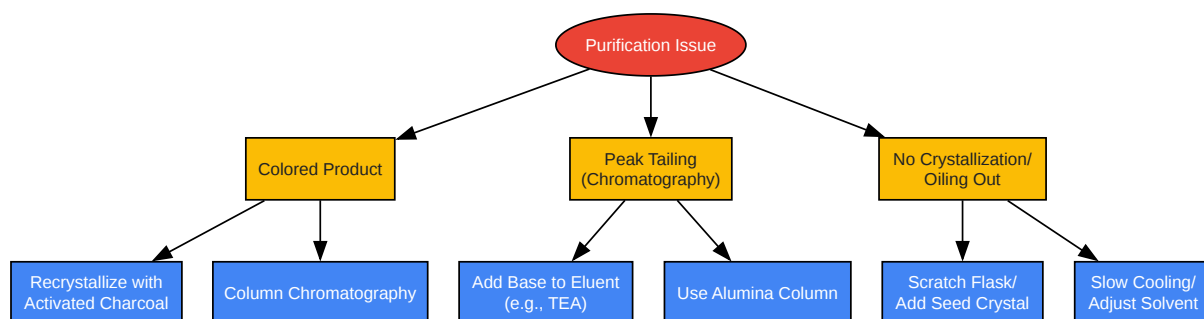 Purification Issue
Colored Product
Peak Tailing
(Chromatography)
No Crystallization/
Oiling Out
Recrystallize with
Activated Charcoal
Column Chromatography
Add Base to Eluent
(e.g., TEA)
Use Alumina Column
Scratch Flask/
Add Seed Crystal
Slow Cooling/
Adjust Solvent